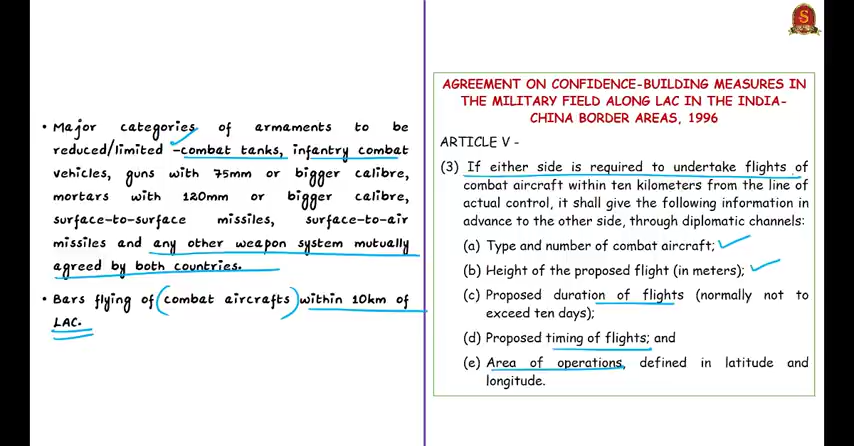 • Major categories of armaments to be
reduced/limited -combat tanks, infantry combat
vehicles, guns with 75mm or bigger calibre,
mortars with 120mm or bigger calibre,
surface-to-surface missiles, surface-to-air
missiles and any other weapon system mutually
agreed by both countries.
• Bars flying of combat aircrafts within 10km of
LAC.
AGREEMENT ON CONFIDENCE-BUILDING MEASURES IN
THE MILITARY FIELD ALONG LAC IN THE INDIA-
CHINA BORDER AREAS, 1996
ARTICLE V -
(3) If either side is required to undertake flights of
combat aircraft within ten kilometers from the line of
actual control, it shall give the following information in
advance to the other side, through diplomatic channels:
(a) Type and number of combat aircraft;
(b) Height of the proposed flight (in meters);
(c) Proposed duration of flights (normally not to
exceed ten days);
(d) Proposed timing of flights; and
(e) Area of operations, defined in latitude and
longitude.